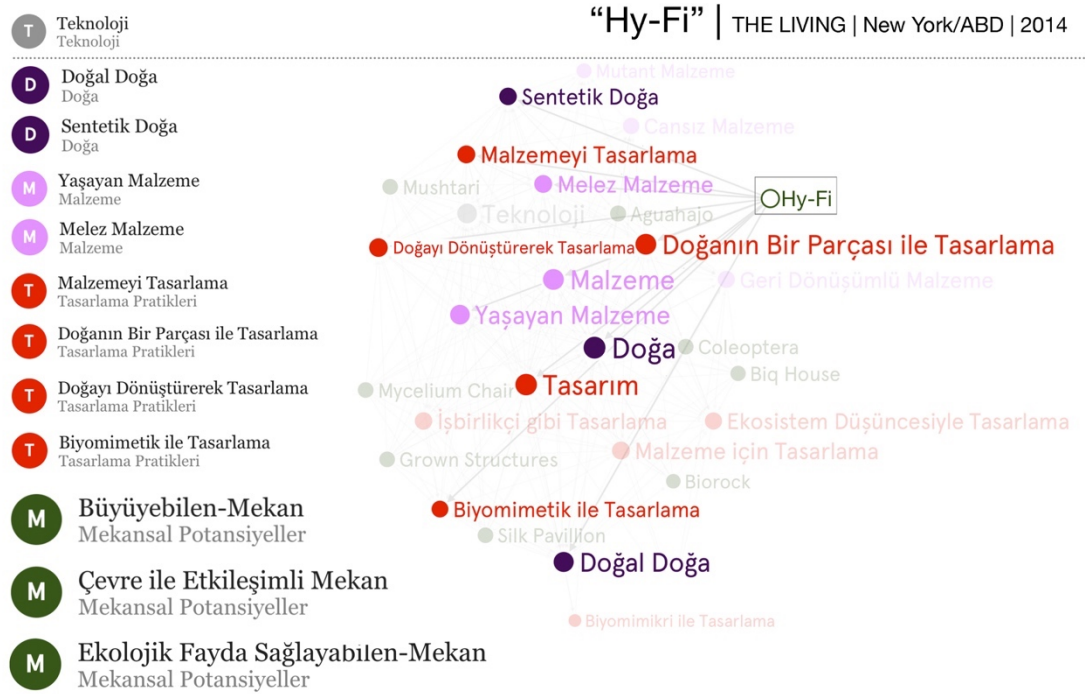 "Hy-Fi" | THE LIVING | New York/ABD | 2014
T
Teknoloji
Teknoloji
D
Doğal Doğa
Doğa
D
Sentetik Doğa
Doğa
M
Yaşayan Malzeme
Malzeme
M
Melez Malzeme
Malzeme
T
Malzemeyi Tasarlama
Tasarlama Pratikleri
T
Doğanın Bir Parçası ile Tasarlama
Tasarlama Pratikleri
T
Doğayı Dönüştürerek Tasarlama
Tasarlama Pratikleri
T
Biyomimetik ile Tasarlama
Tasarlama Pratikleri
M
Büyüyebilen-Mekan
Mekansal Potansiyeller
M
Çevre ile Etkileşimli Mekan
Mekansal Potansiyeller
M
Ekolojik Fayda Sağlayabilen-Mekan
Mekansal Potansiyeller
Mutant Malzeme
Sentetik Doğa
Cansız Malzeme
Malzemeyi Tasarlama
Mushtari
Melez Malzeme
Hy-Fi
Teknoloji
Aguahajo
Doğayı Dönüştürerek Tasarlama
Doğanın Bir Parçası ile Tasarlama
Malzeme
Geri Dönüşümlü Malzeme
Yaşayan Malzeme
Doğa
Coleoptera
Biq House
Tasarım
Mycelium Chair
İşbirlikçi gibi Tasarlama
Ekosistem Düşüncesiyle Tasarlama
Malzeme için Tasarlama
Grown Structures
Biorock
Biyomimetik ile Tasarlama
Silk Pavillion
Doğal Doğa
Biyomimikri ile Tasarlama